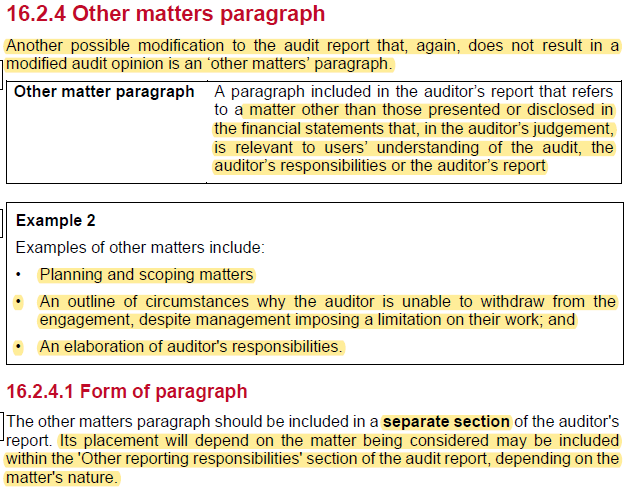 16.2.4 Other matters paragraph
Another possible modification to the audit report that, again, does not result in a
modified audit opinion is an 'other matters' paragraph.
Other matter paragraph
A paragraph included in the auditor's report that refers
to a matter other than those presented or disclosed in
the financial statements that, in the auditor's judgement,
is relevant to users' understanding of the audit, the
auditor's responsibilities or the auditor's report
Example 2
Examples of other matters include:
• Planning and scoping matters
• An outline of circumstances why the auditor is unable to withdraw from the
engagement, despite management imposing a limitation on their work; and
• An elaboration of auditor's responsibilities.
16.2.4.1 Form of paragraph
The other matters paragraph should be included in a separate section of the auditor's
report. Its placement will depend on the matter being considered may be included
within the 'Other reporting responsibilities' section of the audit report, depending on the
matter's nature.